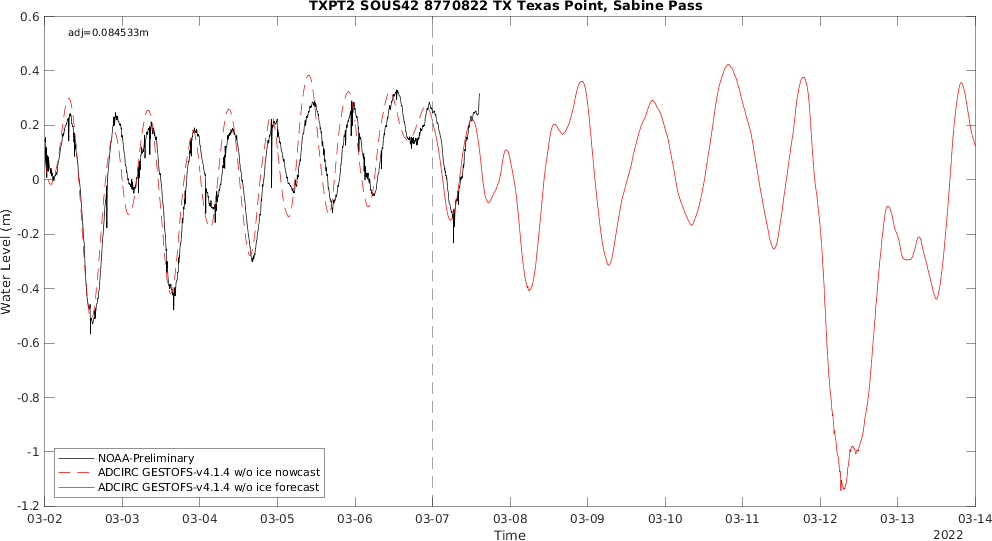 TXPT2 SOUS42 8770822 TX Texas Point, Sabine Pass
adj=0.084533m
0.6
0.4
0.2
0
-0.2
-0.4
-0.6
-0.8
-1
-1.2
Water Level (m)
NOAA-Preliminary
ADCIRC GESTOFS-v4.1.4 w/o ice nowcast
ADCIRC GESTOFS-v4.1.4 w/o ice forecast
03-02 03-03 03-04 03-05 03-06 03-07 03-08 03-09 03-10 03-11 03-12 03-13 03-14
Time
2022